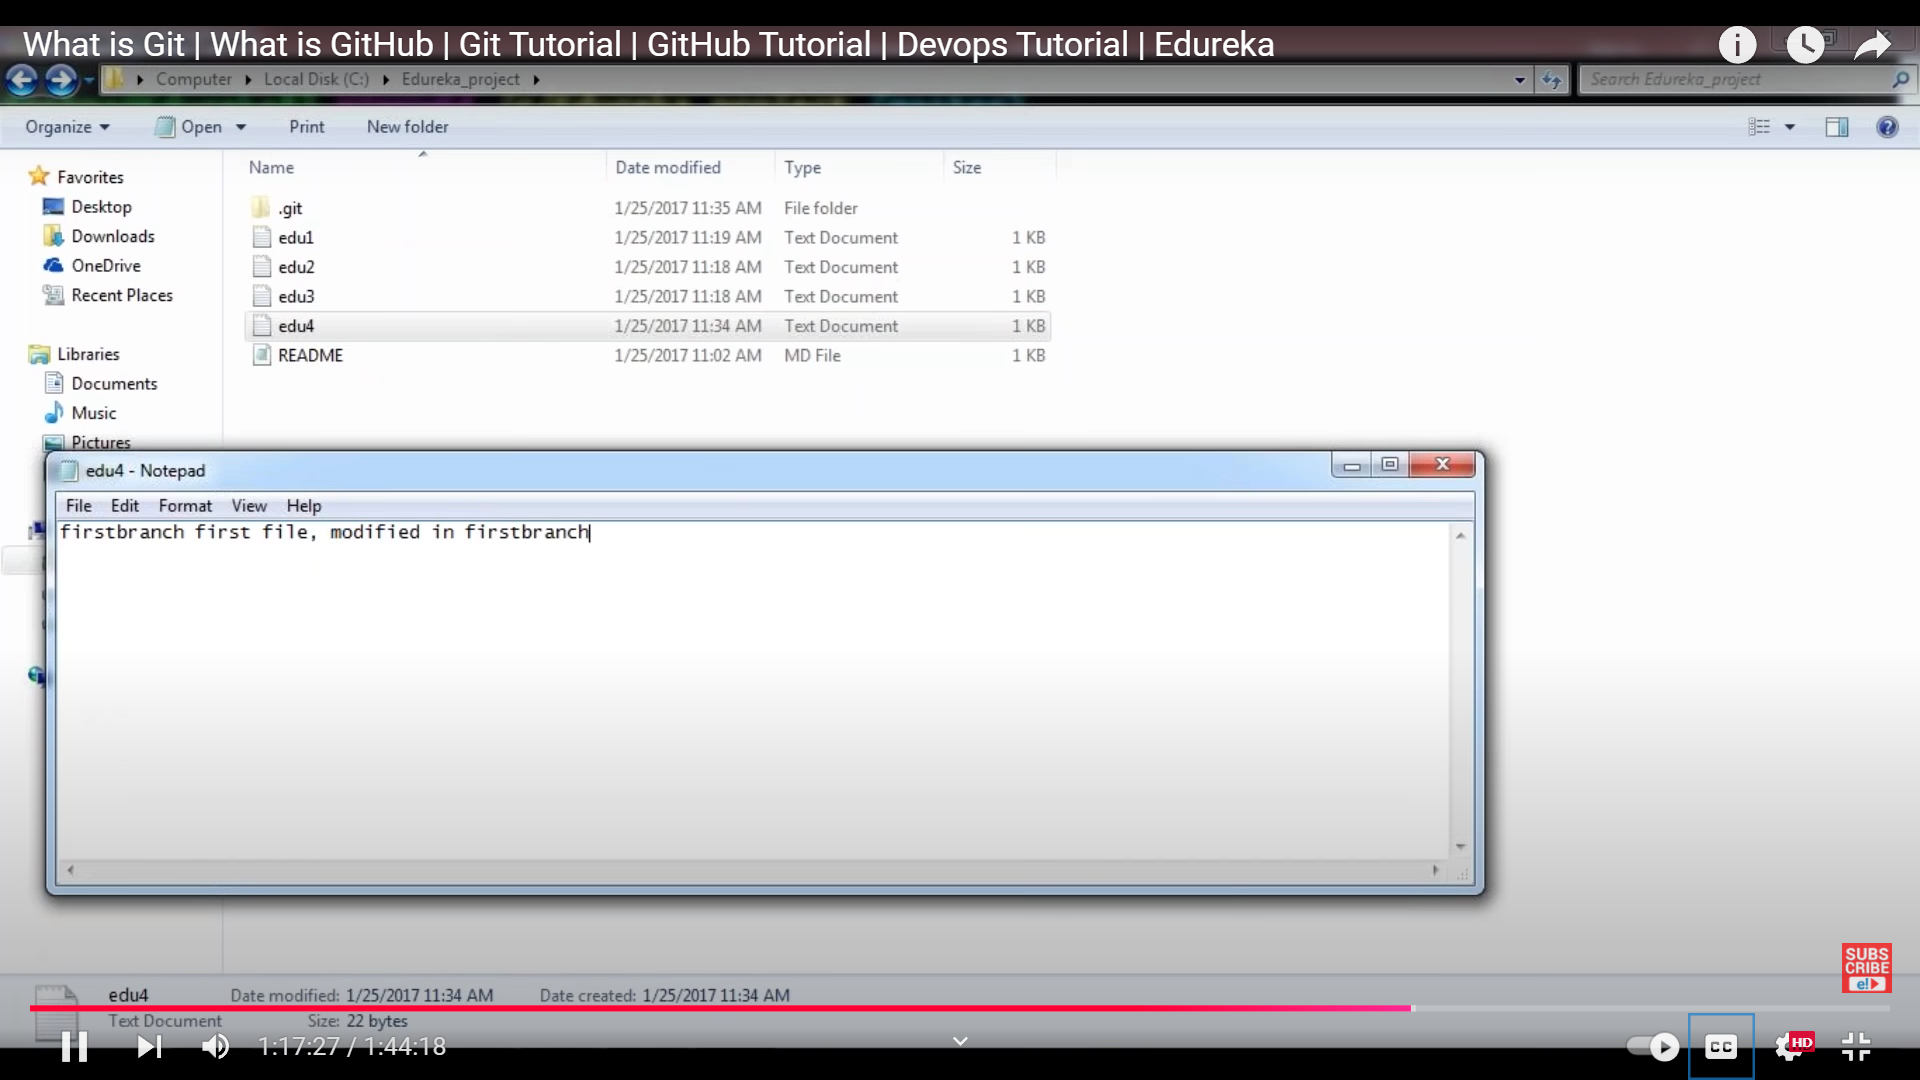 What is Git | What is GitHub | Git Tutorial | GitHub Tutorial | Devops Tutorial | Edureka
Computer Local Disk (C:) Edureka_project Search Edureka_project
Organize Open Print New folder
Name Date modified Type Size
Favorites
Desktop
Downloads
OneDrive
Recent Places
Libraries
Documents
Music
Pictures
.git 1/25/2017 11:35 AM File folder
edu1 1/25/2017 11:19 AM Text Document 1 KB
edu2 1/25/2017 11:18 AM Text Document 1 KB
edu3 1/25/2017 11:18 AM Text Document 1 KB
edu4 1/25/2017 11:34 AM Text Document 1 KB
README 1/25/2017 11:02 AM MD File 1 KB
edu4 - Notepad
File Edit Format View Help
firstbranch first file, modified in firstbranch
SUBS
CRIBE
e!
edu4 Date modified: 1/25/2017 11:34 AM Date created: 1/25/2017 11:34 AM
Text Document Size: 22 bytes
1:17:27 / 1:44:18
CC HD